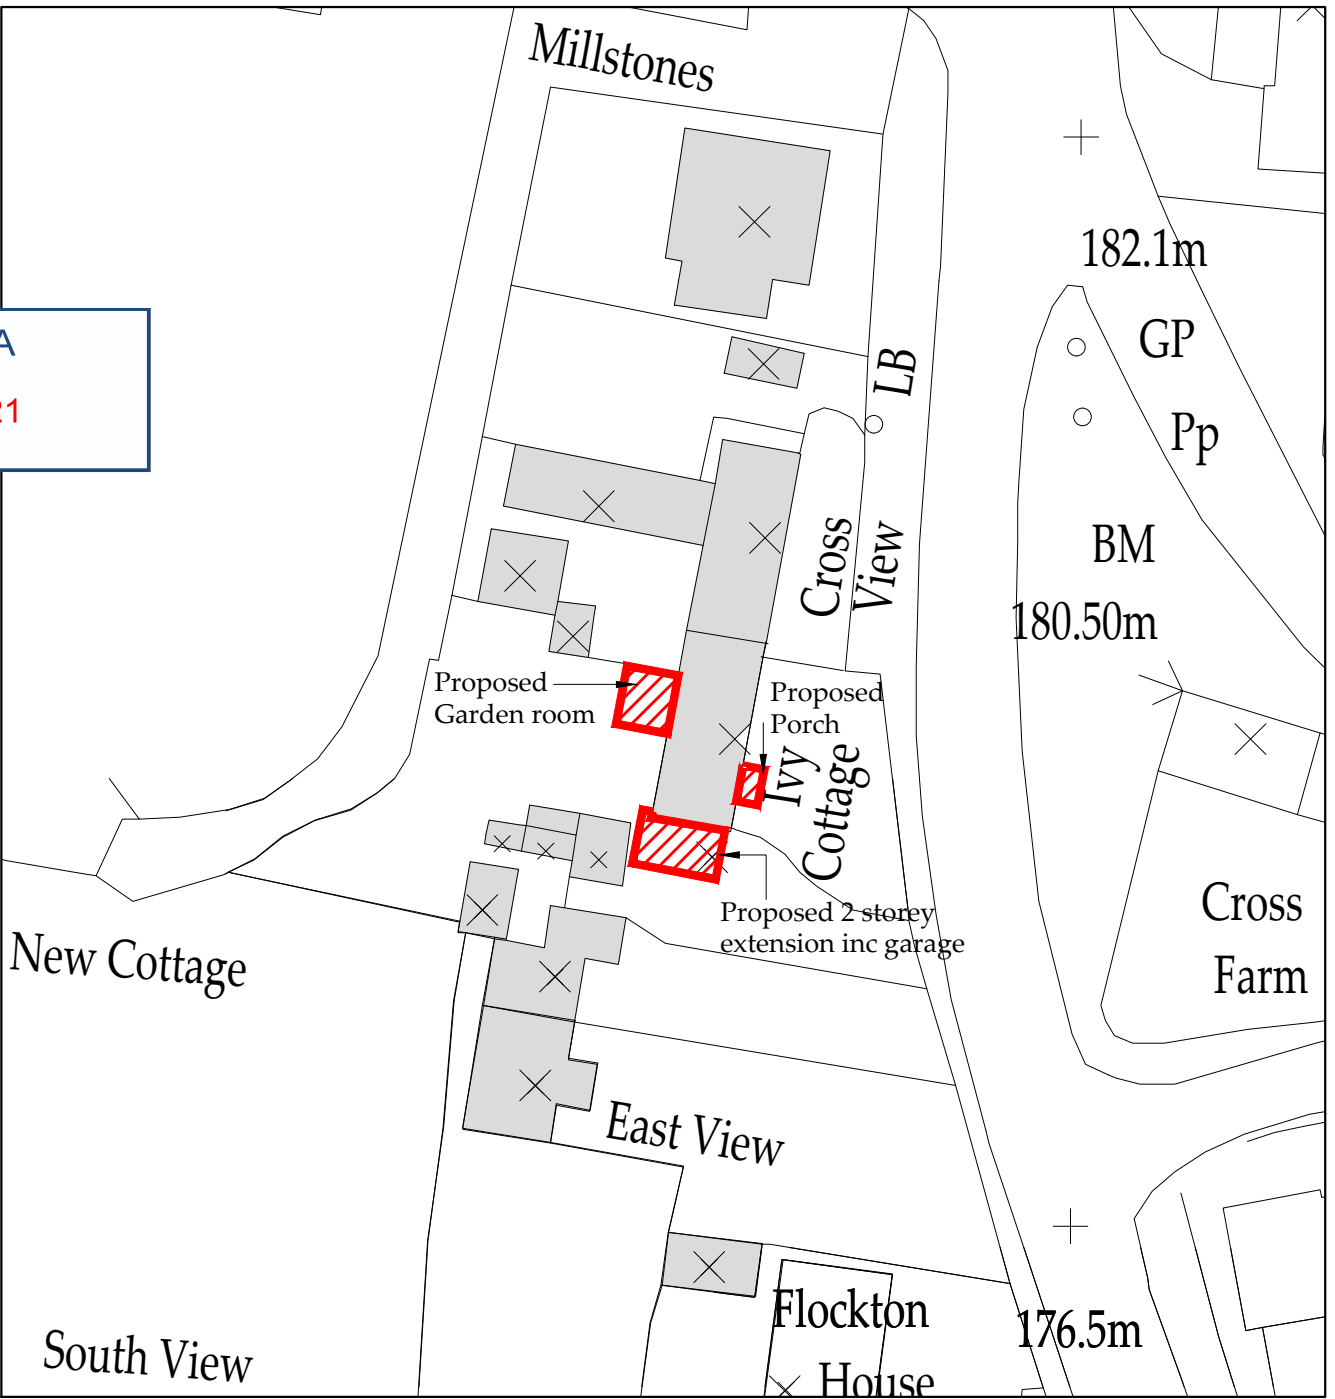 Millstones
182.1m
A
GP
LB
21
Pp
Cross
View
BM
180.50m
Proposed
Garden room
Proposed
Porch
Ivy
Cottage
Proposed 2 storey
extension inc garage
Cross
Farm
New Cottage
East View
Flockton
House
176.5m
South View